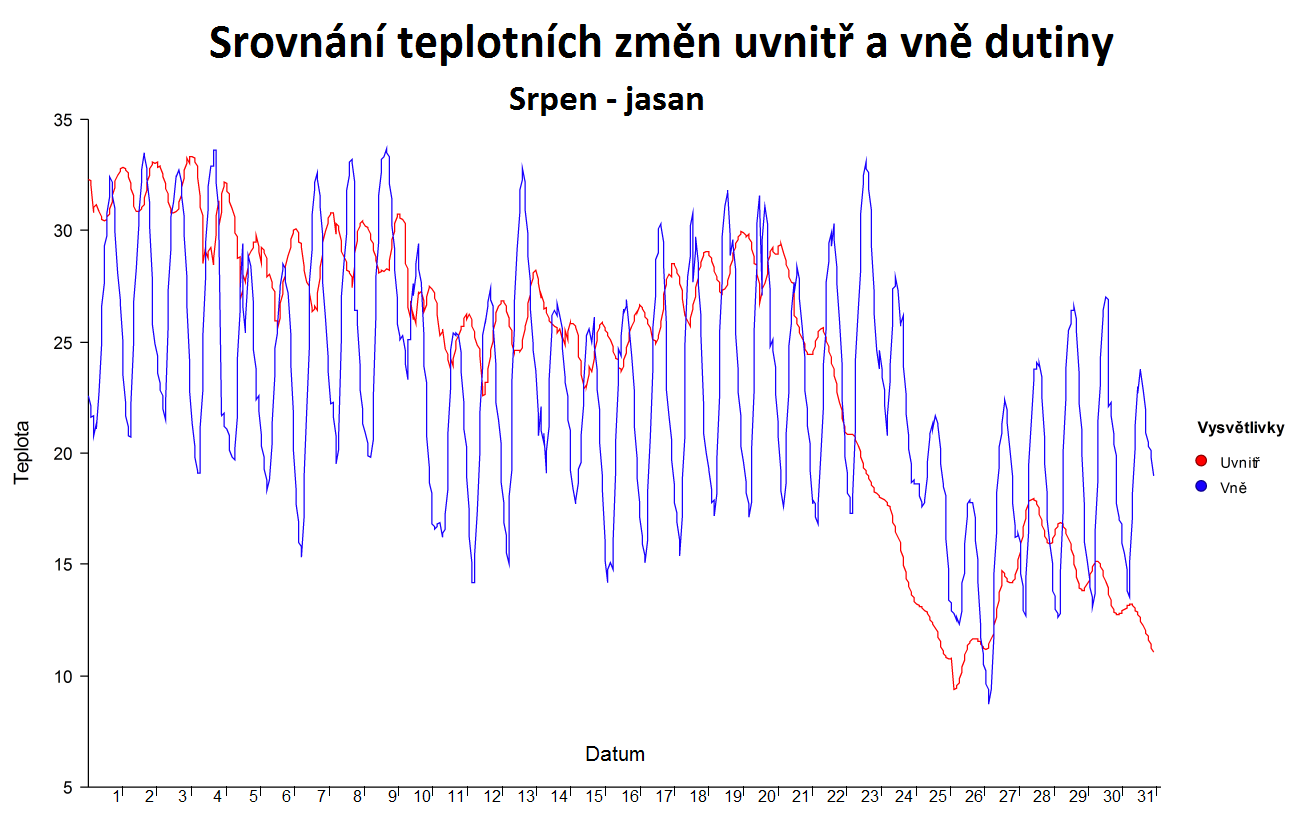 Srovnání teplotních změn uvnitř a vně dutiny
Srpen - jasan
35
30
25
20
15
10
5
Teplota
Datum
1 2 3 4 5 6 7 8 9 10 11 12 13 14 15 16 17 18 19 20 21 22 23 24 25 26 27 28 29 30 31
Vysvětlivky
Uvnitř
Vně